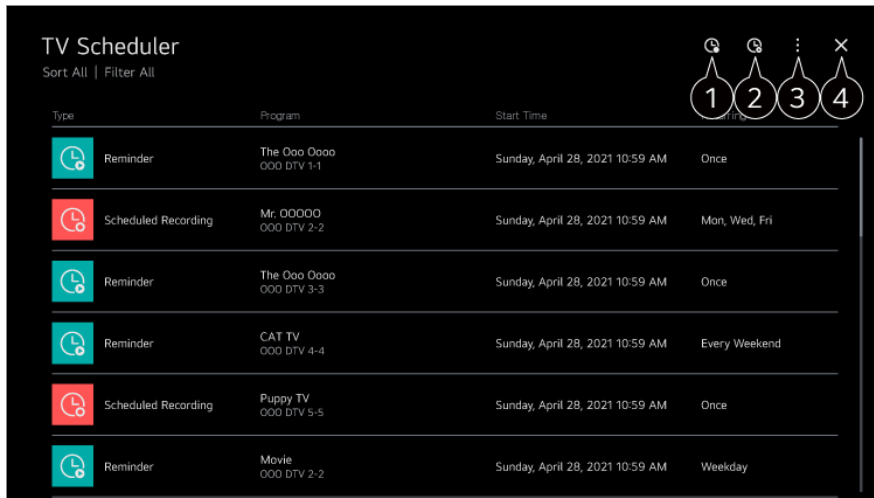 TV Scheduler
Sort All | Filter All
1 2 3 4
Type Program Start Time
Reminder The Ooo Oooo Sunday, April 28, 2021 10:59 AM Once
OOO DTV 1-1
Scheduled Recording Mr. OOOOO Sunday, April 28, 2021 10:59 AM Mon, Wed, Fri
OOO DTV 2-2
Reminder The Ooo Oooo Sunday, April 28, 2021 10:59 AM Once
OOO DTV 3-3
Reminder CAT TV Sunday, April 28, 2021 10:59 AM Every Weekend
OOO DTV 4-4
Scheduled Recording Puppy TV Sunday, April 28, 2021 10:59 AM Once
OOO DTV 5-5
Reminder Movie Sunday, April 28, 2021 10:59 AM Weekday
OOO DTV 2-2